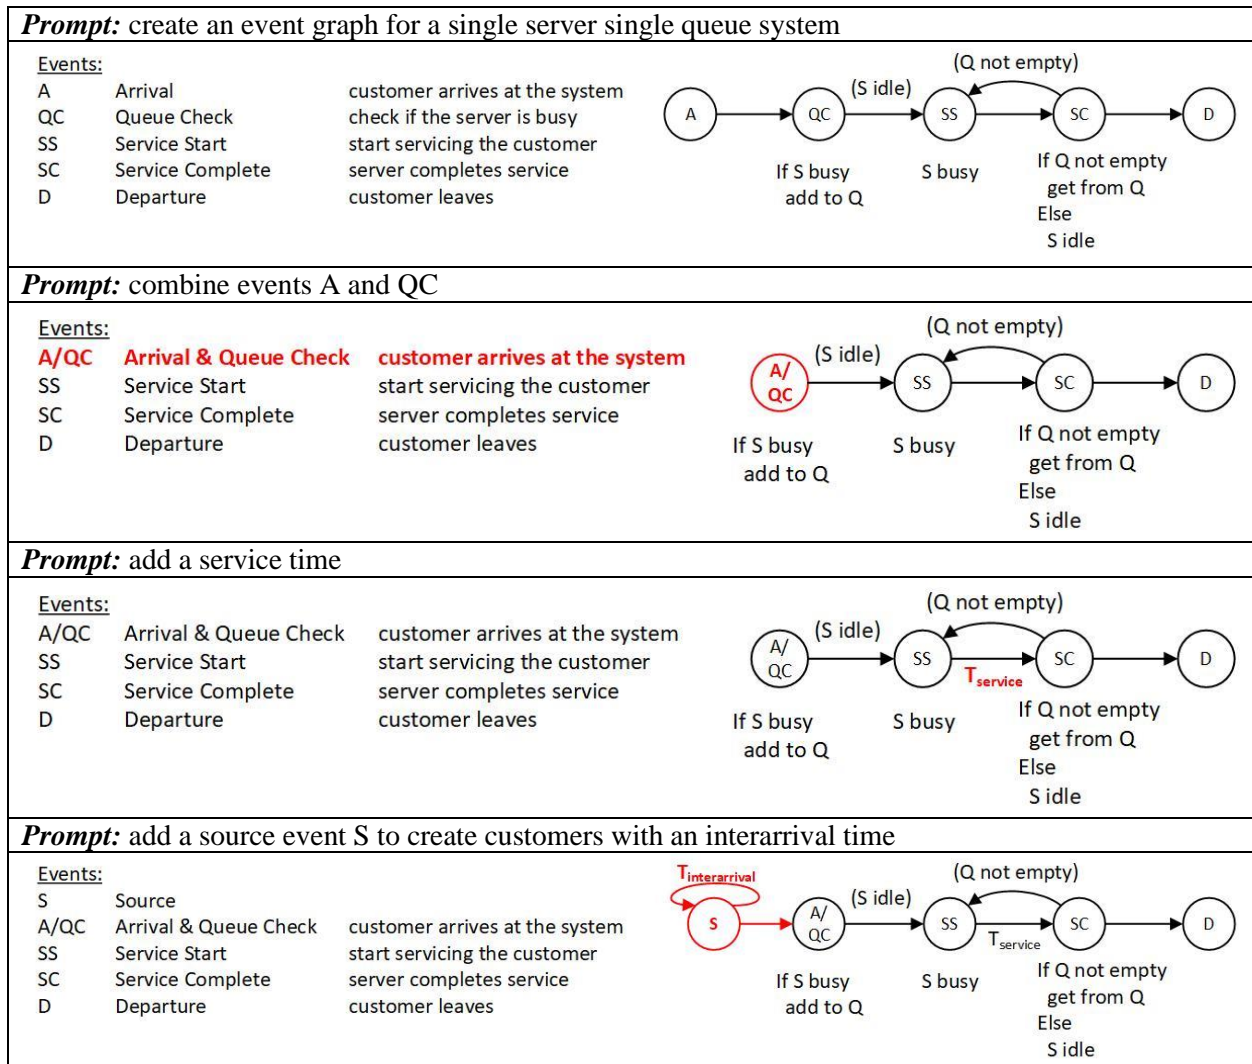 Prompt: create an event graph for a single server single queue system
Events:
A Arrival customer arrives at the system
QC Queue Check check if the server is busy
SS Service Start start servicing the customer
SC Service Complete server completes service
D Departure customer leaves
(Q not empty)
(S idle)
A QC SS SC D
If S busy
add to Q
S busy
If Q not empty
get from Q
Else
S idle
Prompt: combine events A and QC
Events:
A/QC Arrival & Queue Check customer arrives at the system
SS Service Start start servicing the customer
SC Service Complete server completes service
D Departure customer leaves
(Q not empty)
(S idle)
A/
QC
SS SC D
If S busy
add to Q
S busy
If Q not empty
get from Q
Else
S idle
Prompt: add a service time
Events:
A/QC Arrival & Queue Check customer arrives at the system
SS Service Start start servicing the customer
SC Service Complete server completes service
D Departure customer leaves
(Q not empty)
(S idle)
A/
QC
SS SC D
Tservice
If S busy
add to Q
S busy
If Q not empty
get from Q
Else
S idle
Prompt: add a source event S to create customers with an interarrival time
Events:
S Source
A/QC Arrival & Queue Check customer arrives at the system
SS Service Start start servicing the customer
SC Service Complete server completes service
D Departure customer leaves
Tinterarrival
(Q not empty)
(S idle)
S
A/
QC
SS SC D
Tservice
If S busy
add to Q
S busy
If Q not empty
get from Q
Else
S idle